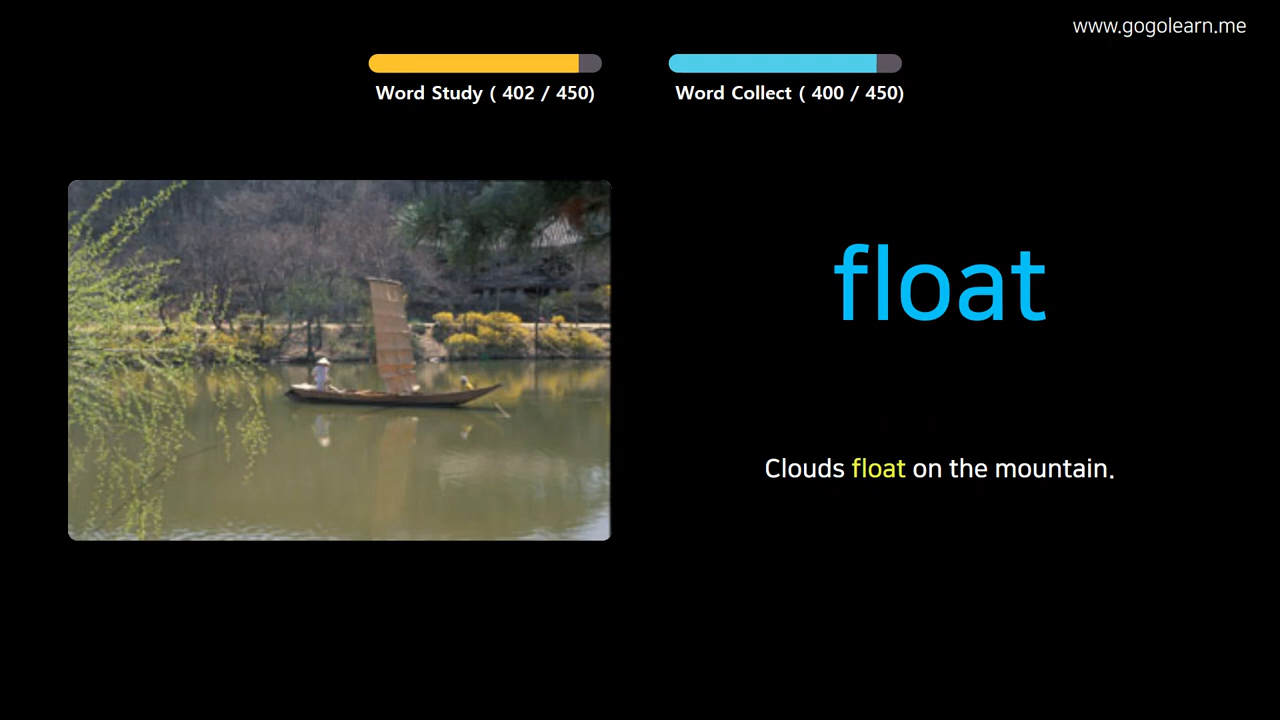 www.gogolearn.me
Word Study ( 402 / 450)
Word Collect ( 400 / 450)
float
Clouds float on the mountain.